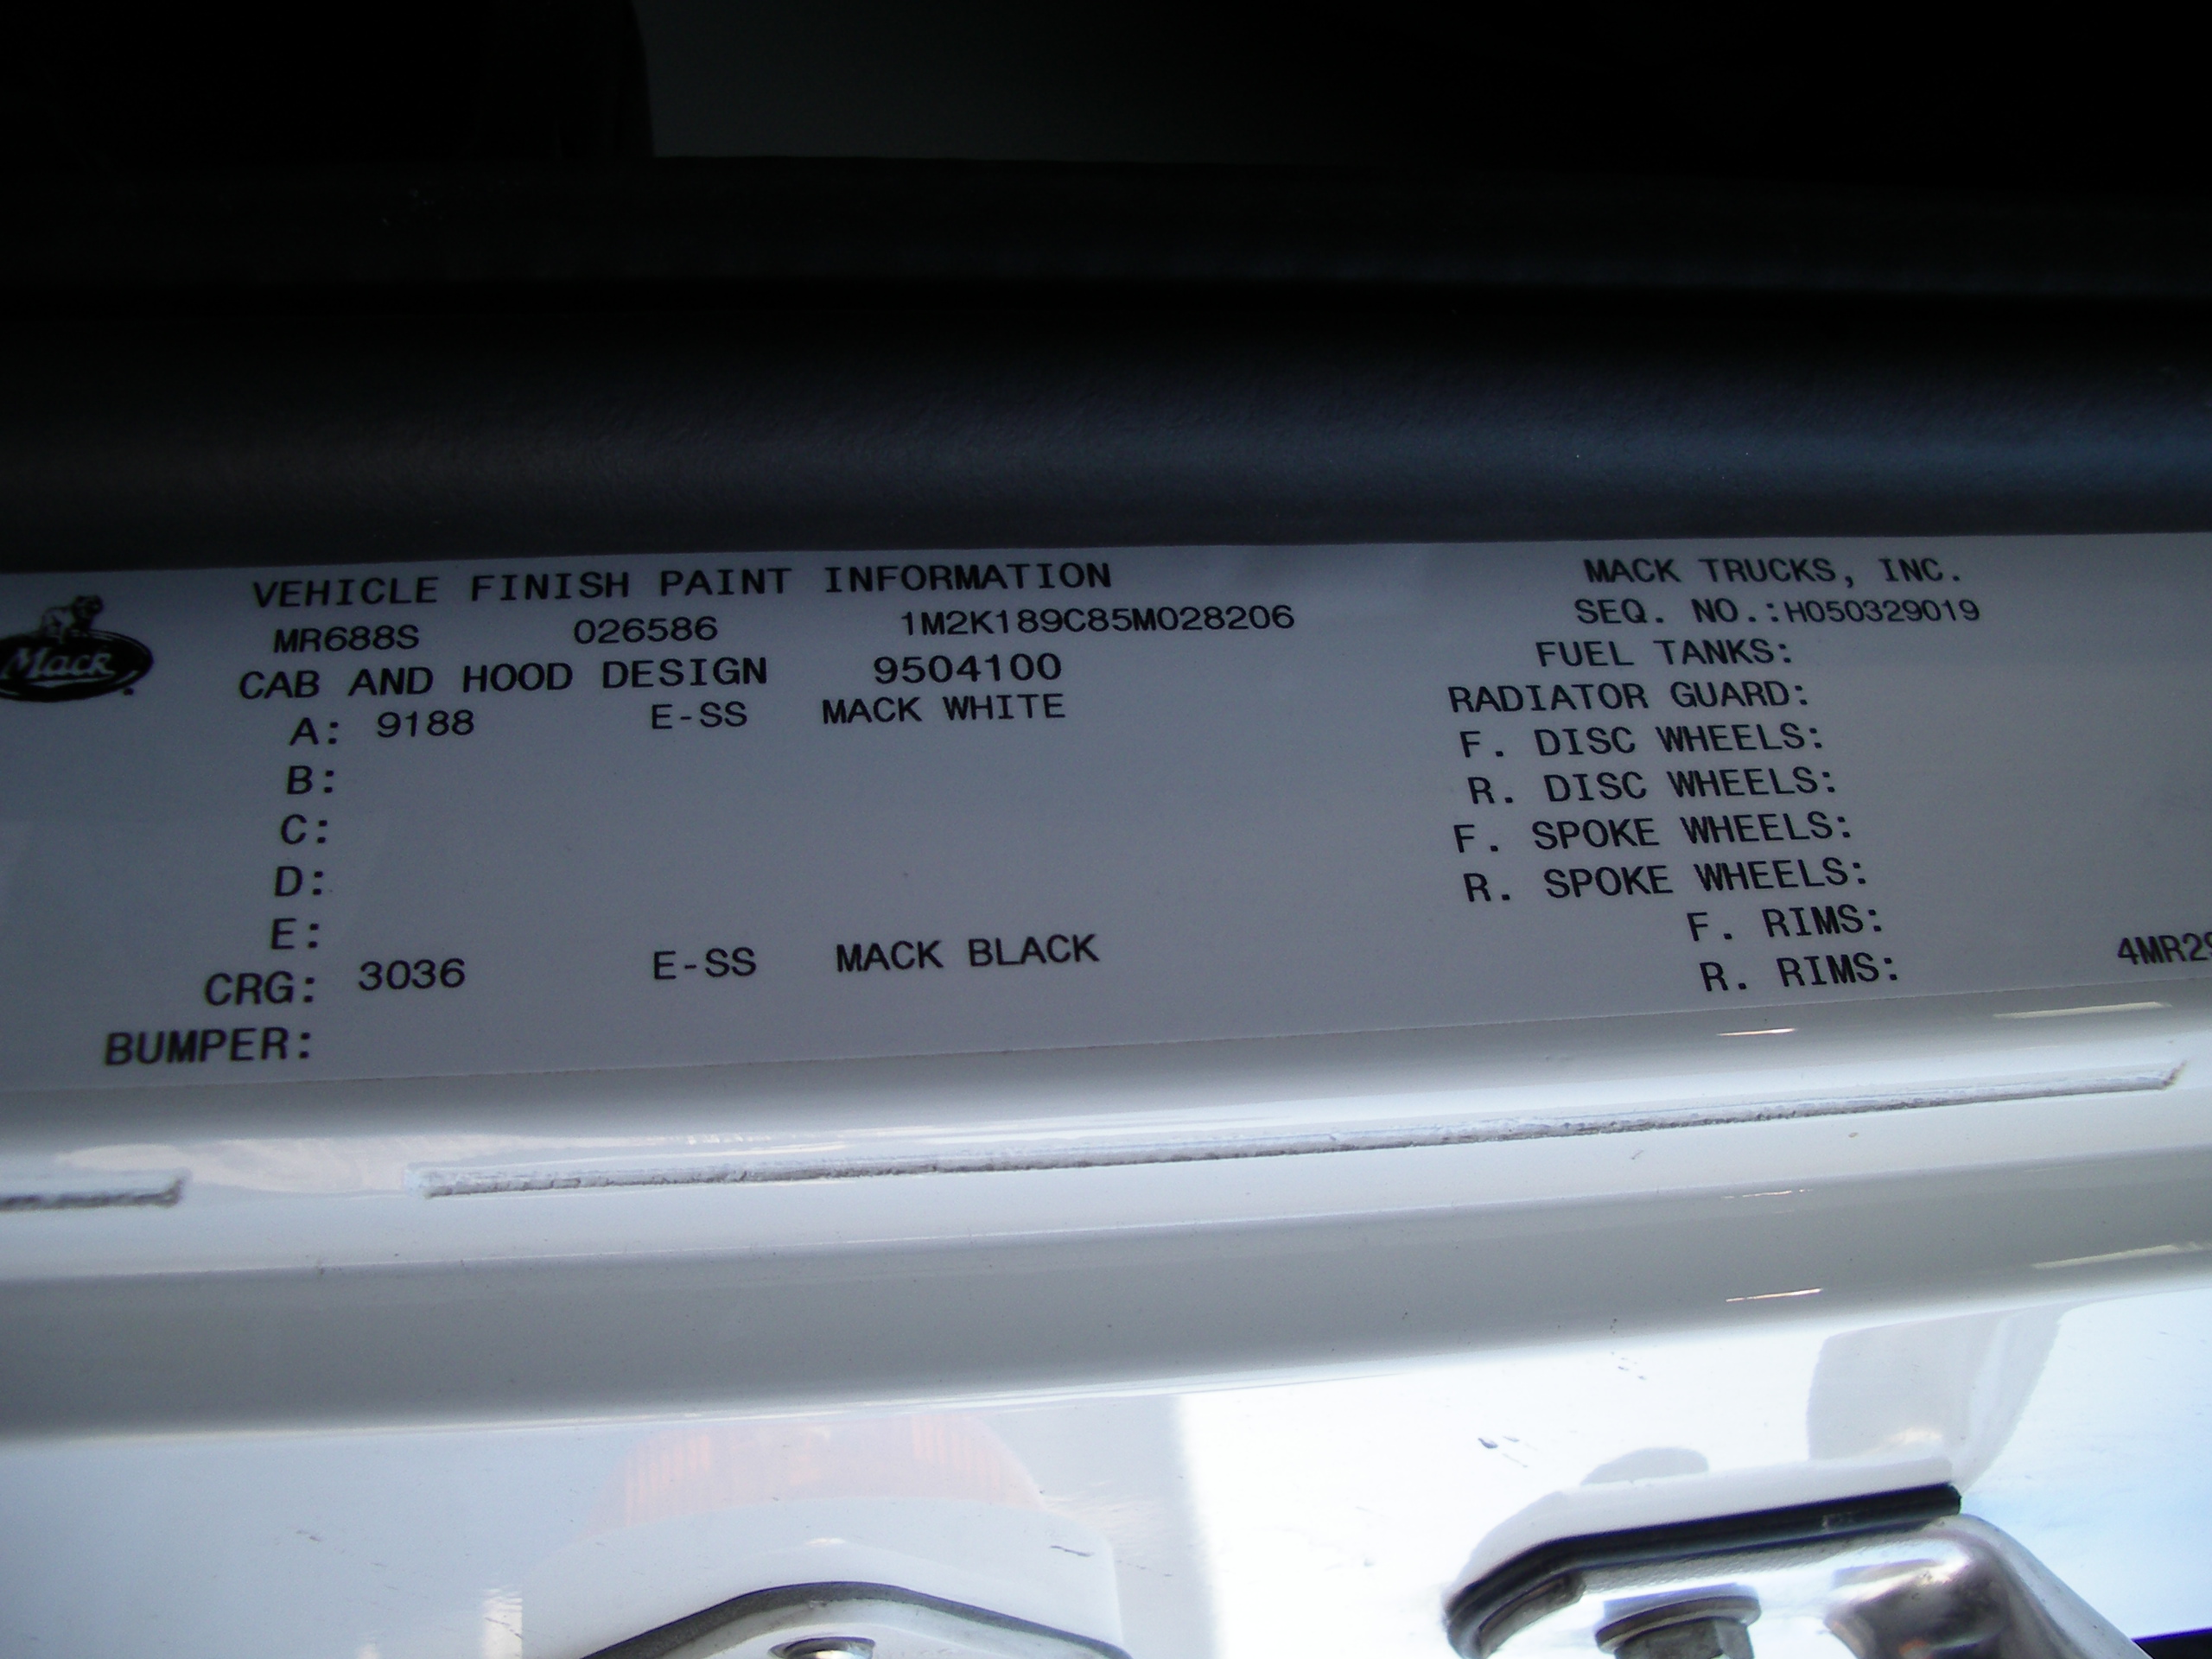 VEHICLE FINISH PAINT INFORMATION
MR688S 026586 1M2K189C85M028206
CAB AND HOOD DESIGN 9504100
A: 9188 E-SS MACK WHITE
B:
C:
D:
E:
CRG: 3036 E-SS MACK BLACK
BUMPER:
Mack
MACK TRUCKS, INC.
SEQ. NO.:H050329019
FUEL TANKS:
RADIATOR GUARD:
F. DISC WHEELS:
R. DISC WHEELS:
F. SPOKE WHEELS:
R. SPOKE WHEELS:
F. RIMS:
R. RIMS: